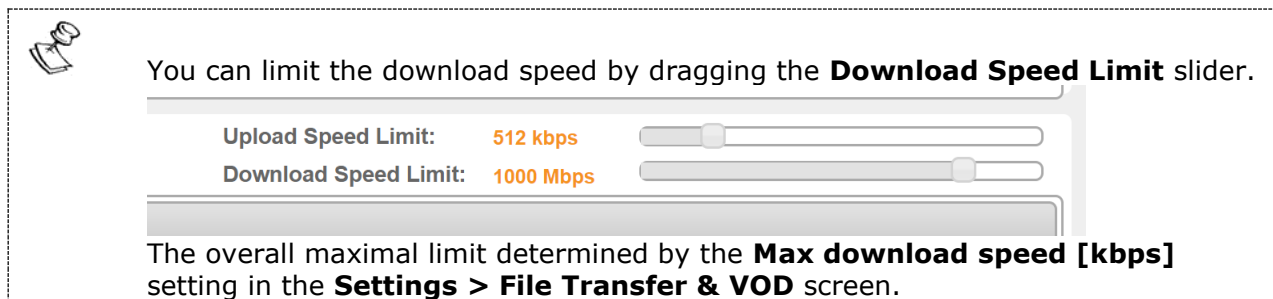 You can limit the download speed by dragging the Download Speed Limit slider.
Upload Speed Limit: 512 kbps
Download Speed Limit: 1000 Mbps
The overall maximal limit determined by the Max download speed [kbps]
setting in the Settings > File Transfer & VOD screen.